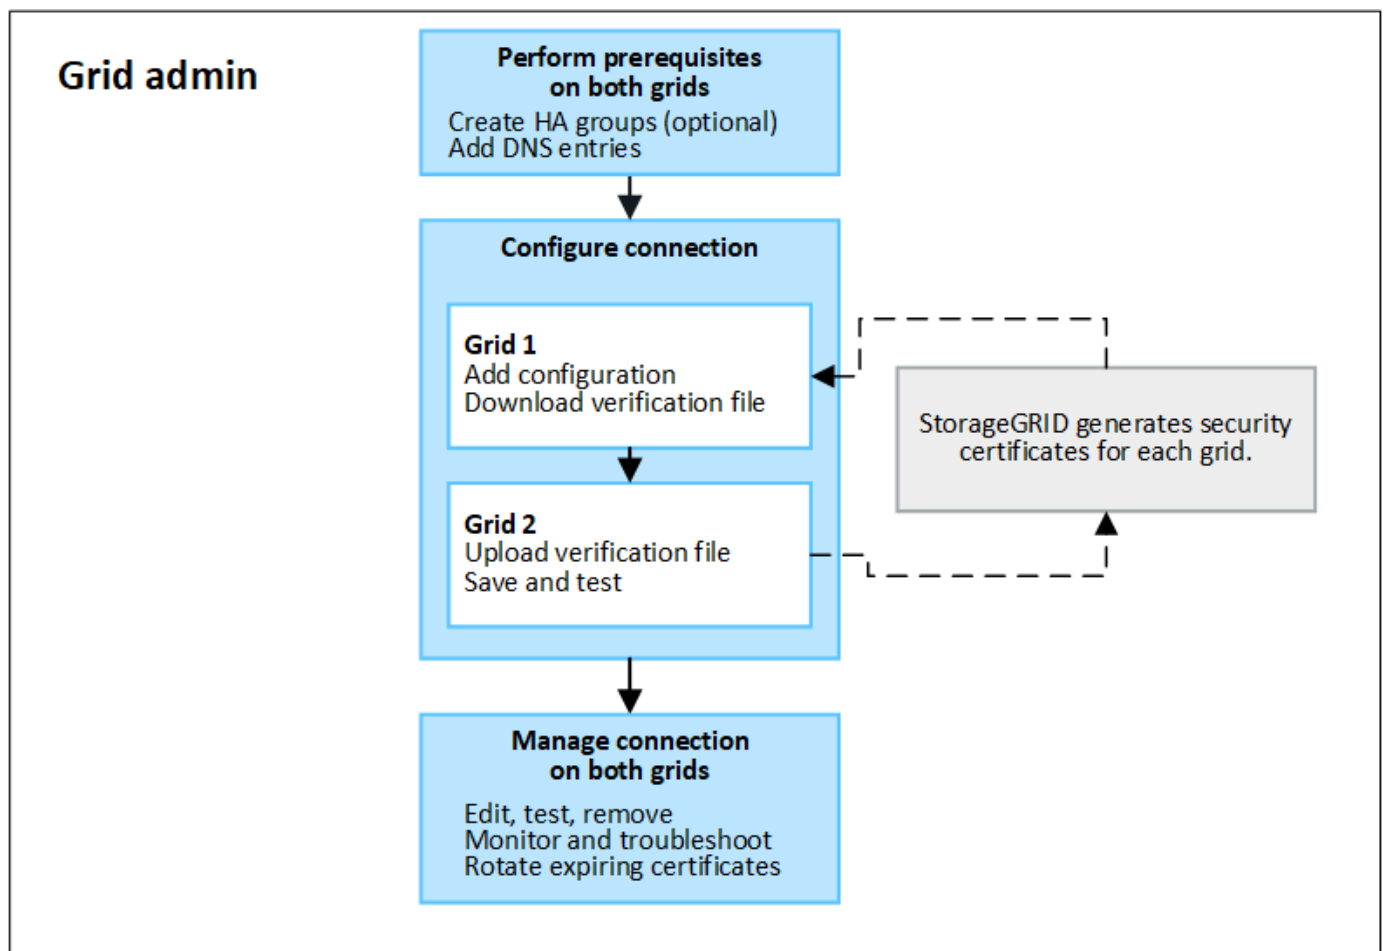 Grid admin
Perform prerequisites
on both grids
Create HA groups (optional)
Add DNS entries
Configure connection
Grid 1
Add configuration
Download verification file
StorageGRID generates security
certificates for each grid.
Grid 2
Upload verification file
Save and test
Manage connection
on both grids
Edit, test, remove
Monitor and troubleshoot
Rotate expiring certificates